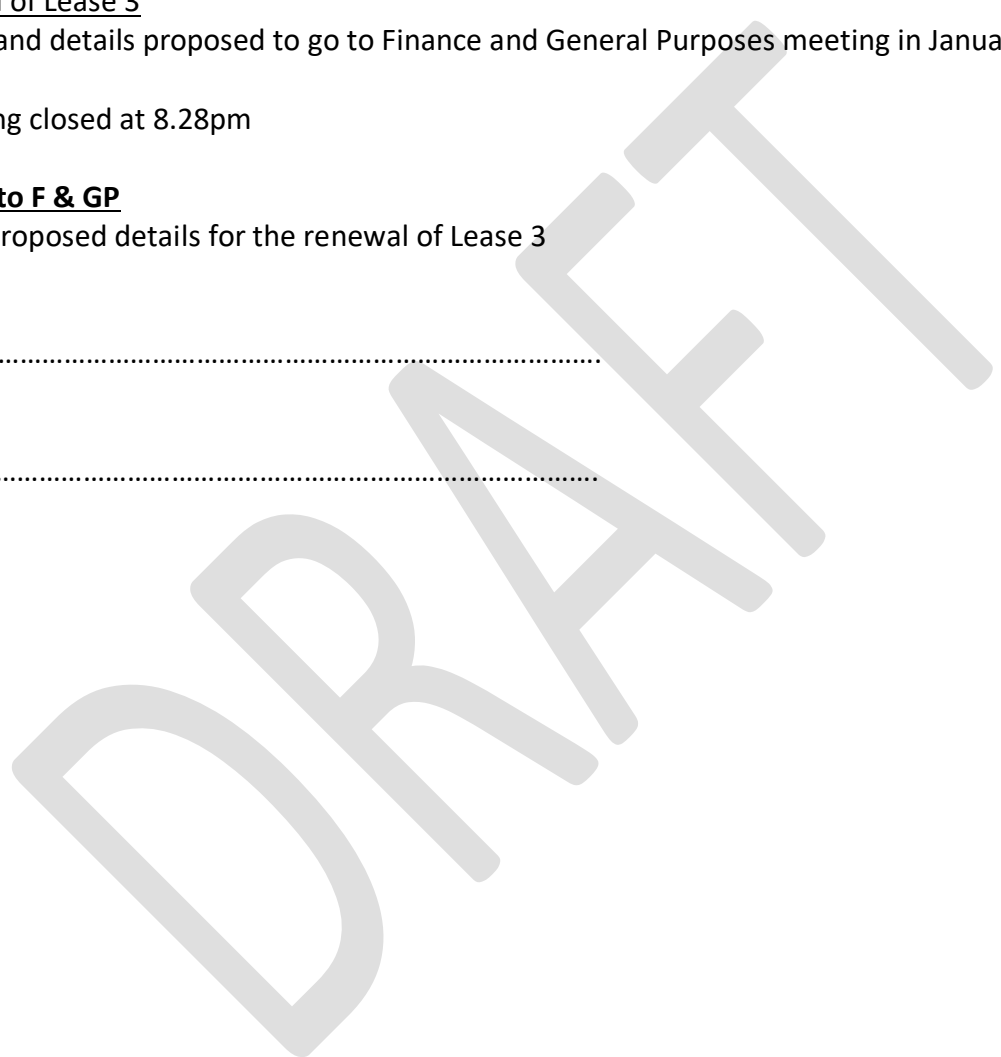 of Lease 3
and details proposed to go to Finance and General Purposes meeting in Janua
ng closed at 8.28pm
to F & GP
roposed details for the renewal of Lease 3
……………………………………………………………………………….
……………………………………………………………………………….
DRAFT